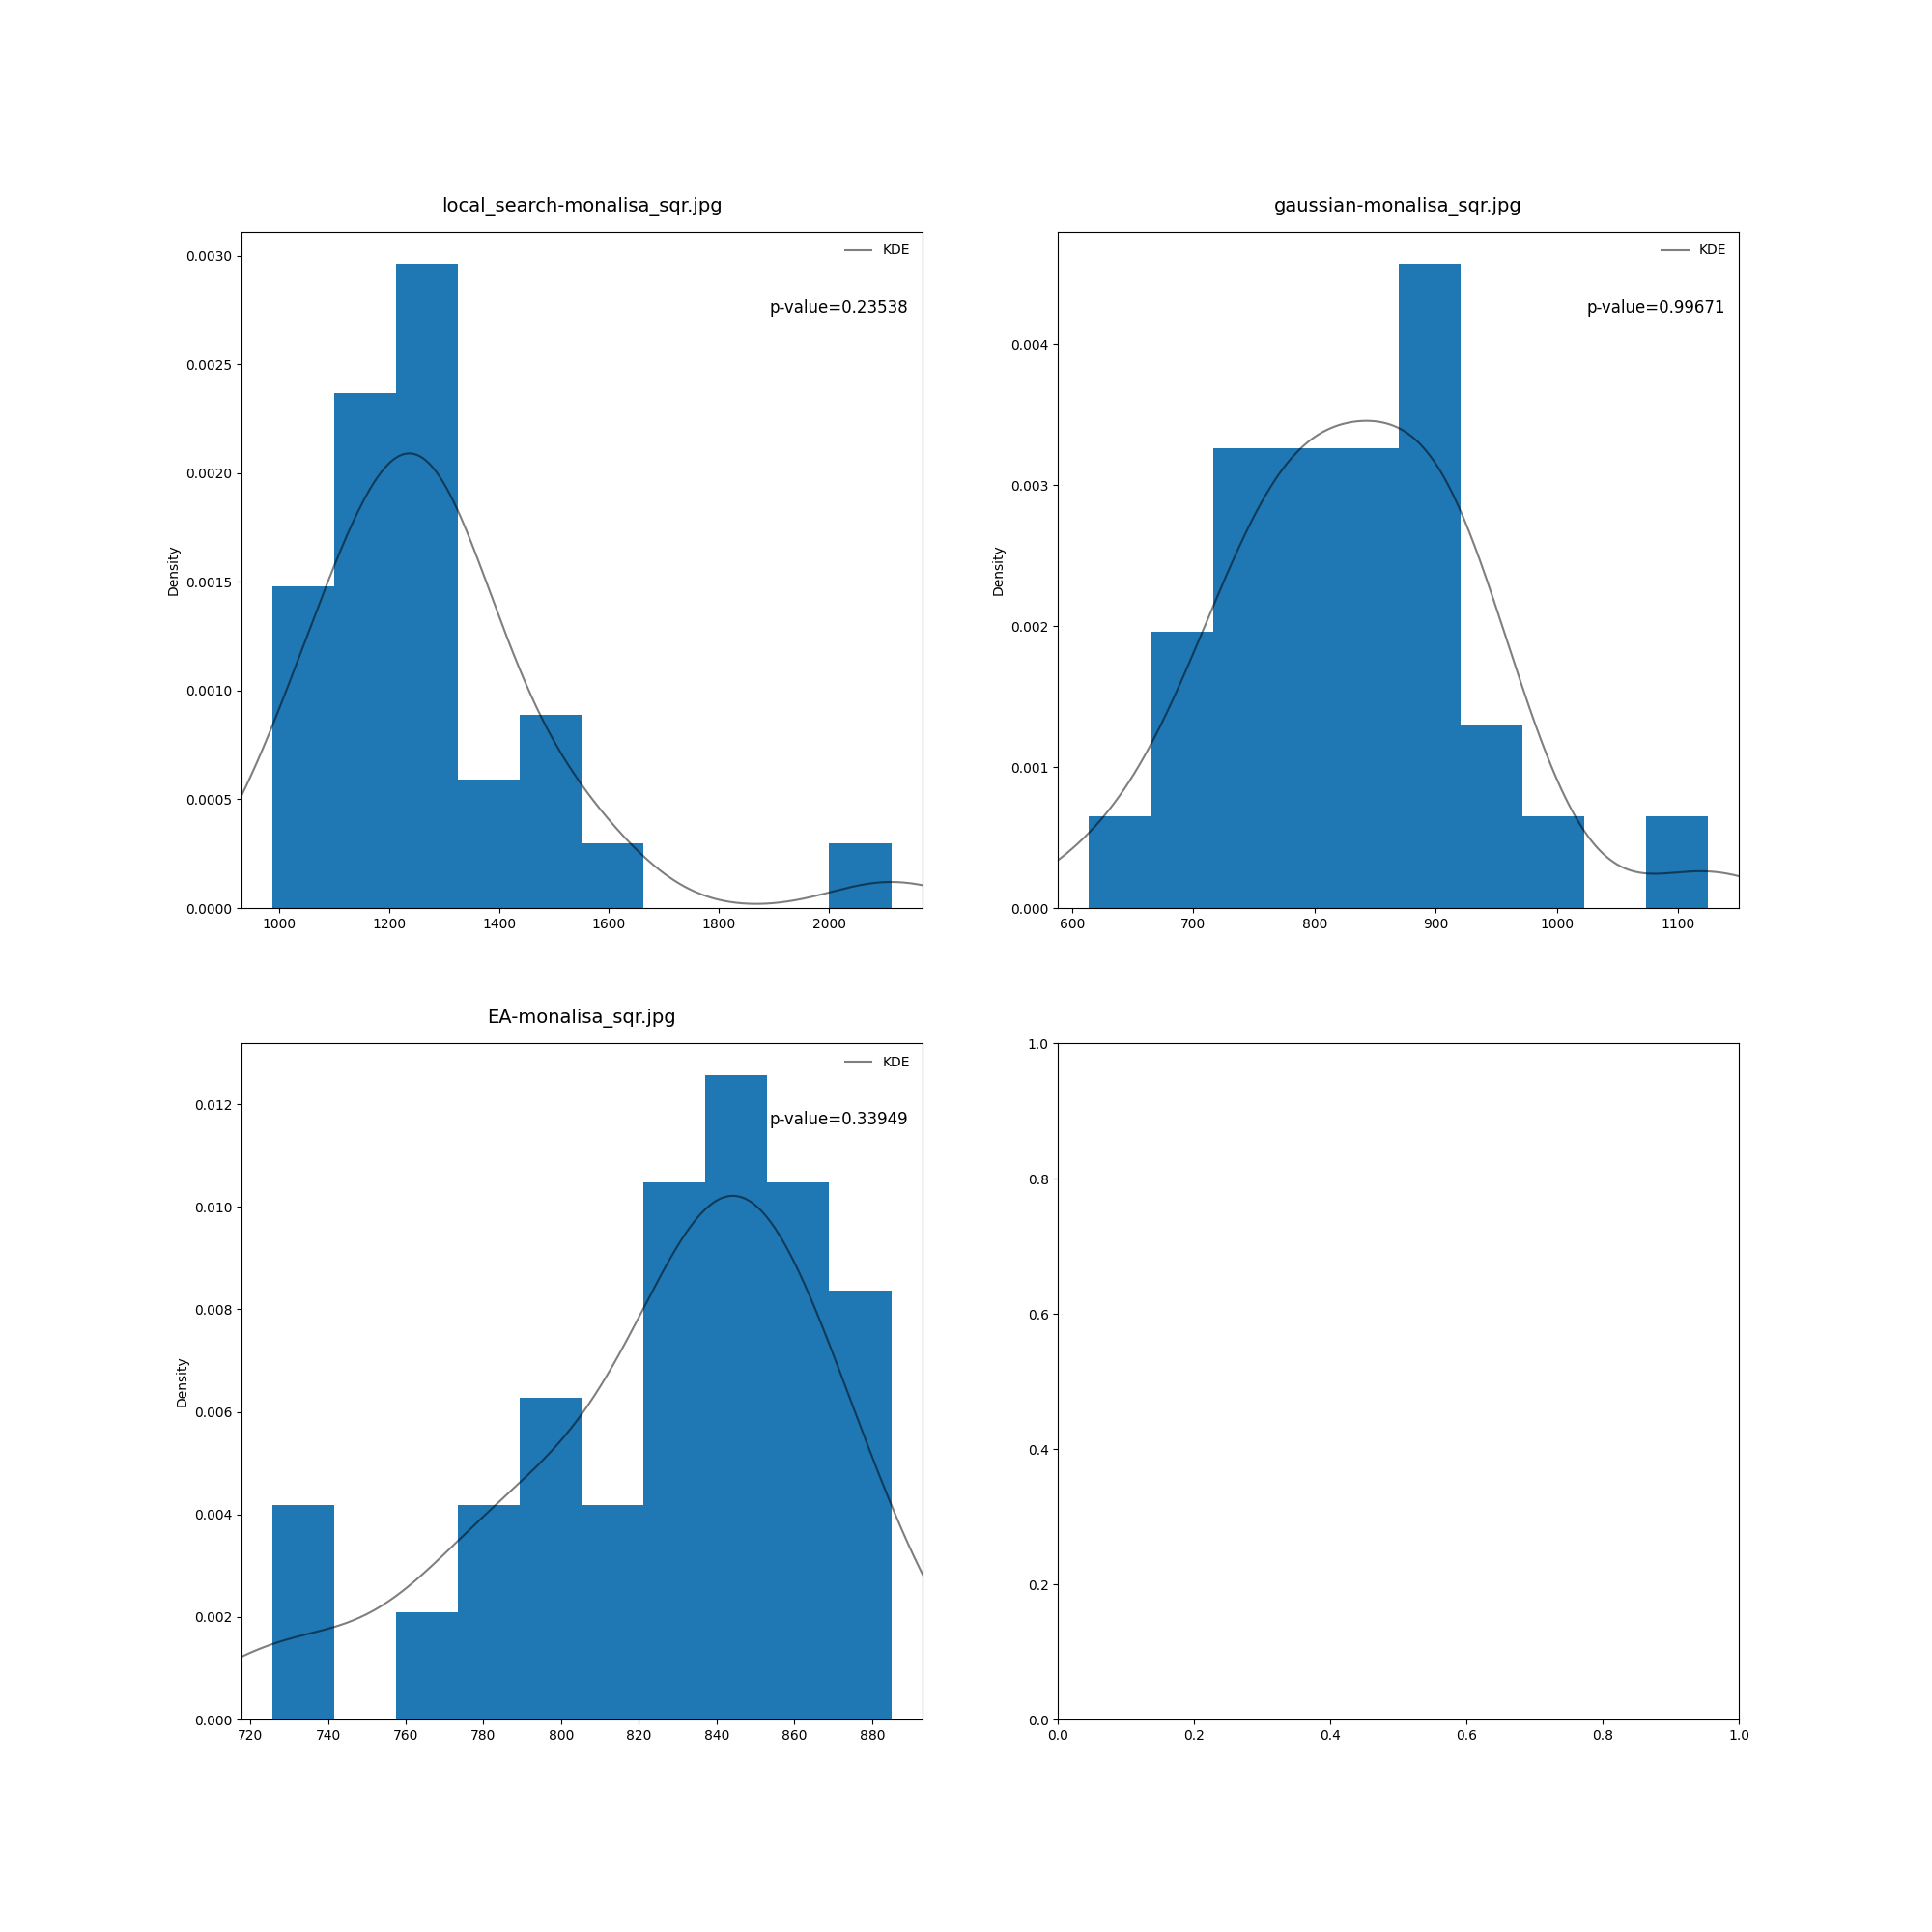 local_search-monalisa_sqr.jpg
KDE
p-value=0.23538
Density
0.0030
0.0025
0.0020
0.0015
0.0010
0.0005
0.0000
1000 1200 1400 1600 1800 2000
gaussian-monalisa_sqr.jpg
KDE
p-value=0.99671
Density
0.004
0.003
0.002
0.001
0.000
600 700 800 900 1000 1100
EA-monalisa_sqr.jpg
KDE
p-value=0.33949
Density
0.012
0.010
0.008
0.006
0.004
0.002
0.000
720 740 760 780 800 820 840 860 880
1.0
0.8
0.6
0.4
0.2
0.0
0.0 0.2 0.4 0.6 0.8 1.0